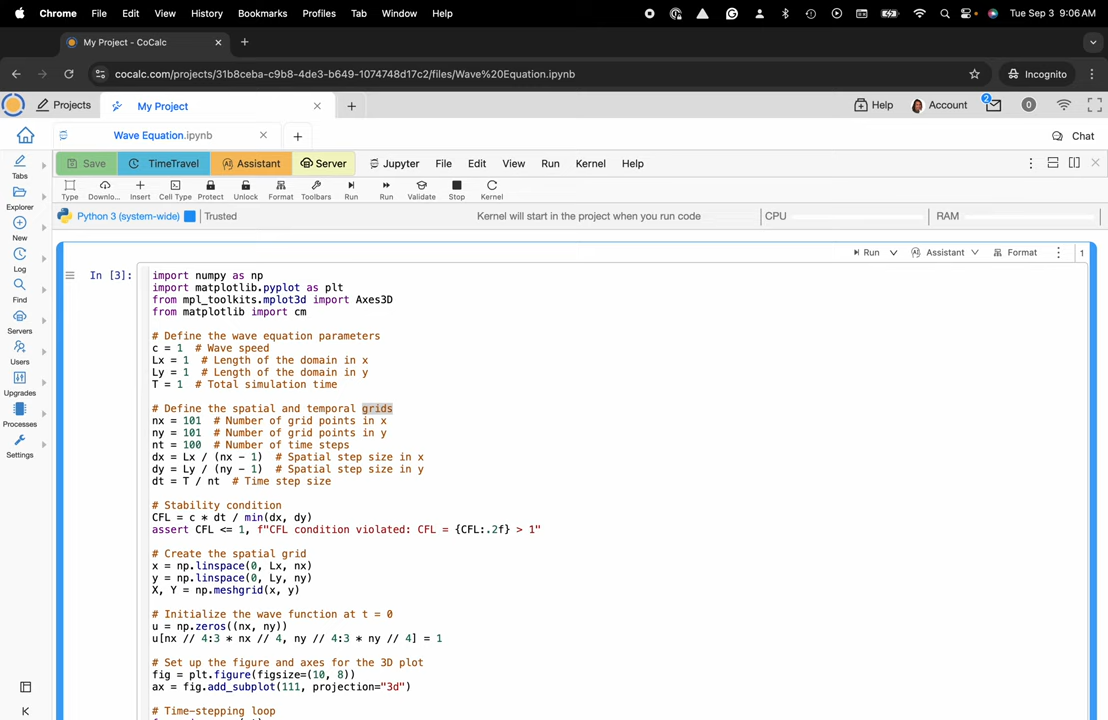 Chrome File Edit View History Bookmarks Profiles Tab Window Help Tue Sep 3 9:06 AM
My Project - CoCalc
cocalc.com/projects/31b8ceba-c9b8-4de3-b649-1074748d17c2/files/Wave%20Equation.ipynb Incognito
Projects My Project Help Account 2 0
Wave Equation.ipynb Chat
Save TimeTravel Assistant Server Jupyter File Edit View Run Kernel Help
Tabs
Type Downlo... Insert Cell Type Protect Unlock Format Toolbars Run Run Validate Stop Kernel
Explorer
Python 3 (system-wide) Trusted Kernel will start in the project when you run code CPU RAM
New
Log
Find
Servers
Users
Upgrades
Processes
Settings
Run Assistant Format 1
In [3]:
import numpy as np
import matplotlib.pyplot as plt
from mpl_toolkits.mplot3d import Axes3D
from matplotlib import cm
# Define the wave equation parameters
c = 1 # Wave speed
Lx = 1 # Length of the domain in x
Ly = 1 # Length of the domain in y
T = 1 # Total simulation time
# Define the spatial and temporal grids
nx = 101 # Number of grid points in x
ny = 101 # Number of grid points in y
nt = 100 # Number of time steps
dx = Lx / (nx - 1) # Spatial step size in x
dy = Ly / (ny - 1) # Spatial step size in y
dt = T / nt # Time step size
# Stability condition
CFL = c * dt / min(dx, dy)
assert CFL <= 1, f"CFL condition violated: CFL = {CFL:.2f} > 1"
# Create the spatial grid
x = np.linspace(0, Lx, nx)
y = np.linspace(0, Ly, ny)
X, Y = np.meshgrid(x, y)
# Initialize the wave function at t = 0
u = np.zeros((nx, ny))
u[nx // 4:3 * nx // 4, ny // 4:3 * ny // 4] = 1
# Set up the figure and axes for the 3D plot
fig = plt.figure(figsize=(10, 8))
ax = fig.add_subplot(111, projection="3d")
# Time-stepping loop